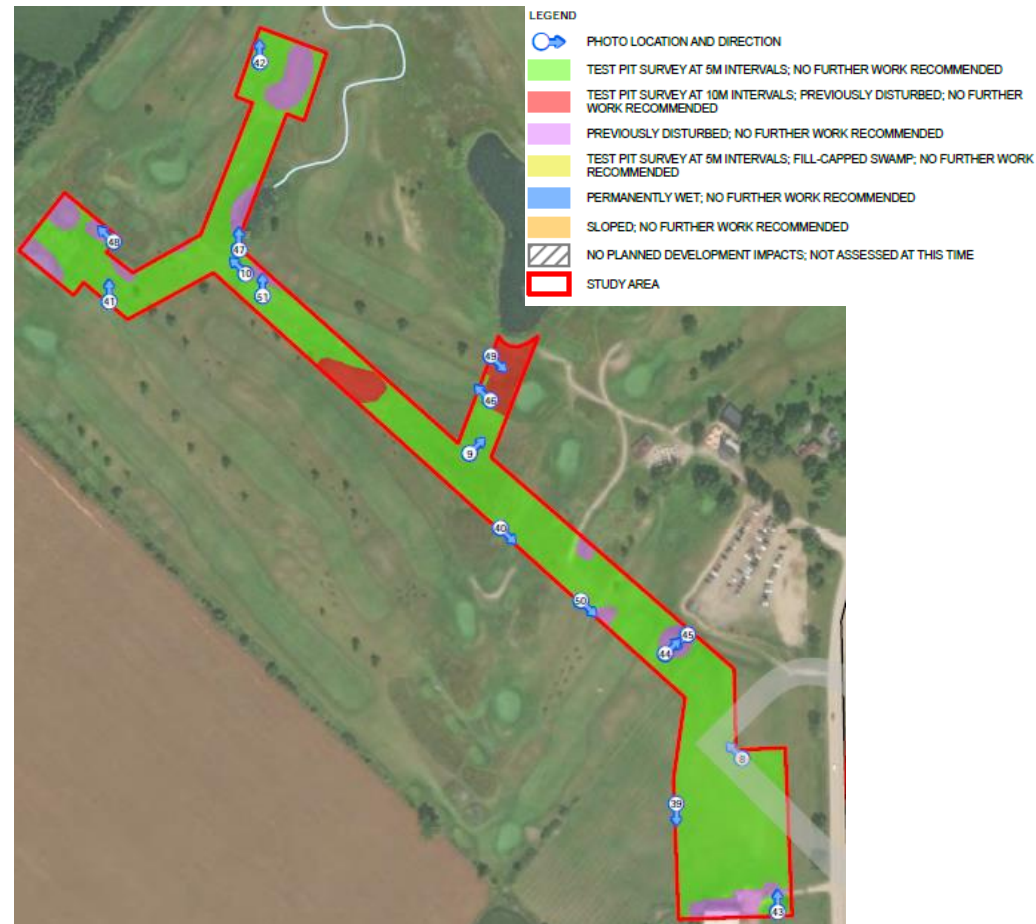 LEGEND
PHOTO LOCATION AND DIRECTION
TEST PIT SURVEY AT 5M INTERVALS; NO FURTHER WORK RECOMMENDED
TEST PIT SURVEY AT 10M INTERVALS; PREVIOUSLY DISTURBED; NO FURTHER
WORK RECOMMENDED
PREVIOUSLY DISTURBED; NO FURTHER WORK RECOMMENDED
TEST PIT SURVEY AT 5M INTERVALS; FILL-CAPPED SWAMP; NO FURTHER WORK
RECOMMENDED
PERMANENTLY WET; NO FURTHER WORK RECOMMENDED
SLOPED; NO FURTHER WORK RECOMMENDED
NO PLANNED DEVELOPMENT IMPACTS; NOT ASSESSED AT THIS TIME
STUDY AREA
42
48
47
10
51
41
49
46
9
40
50
45
44
8
39
43